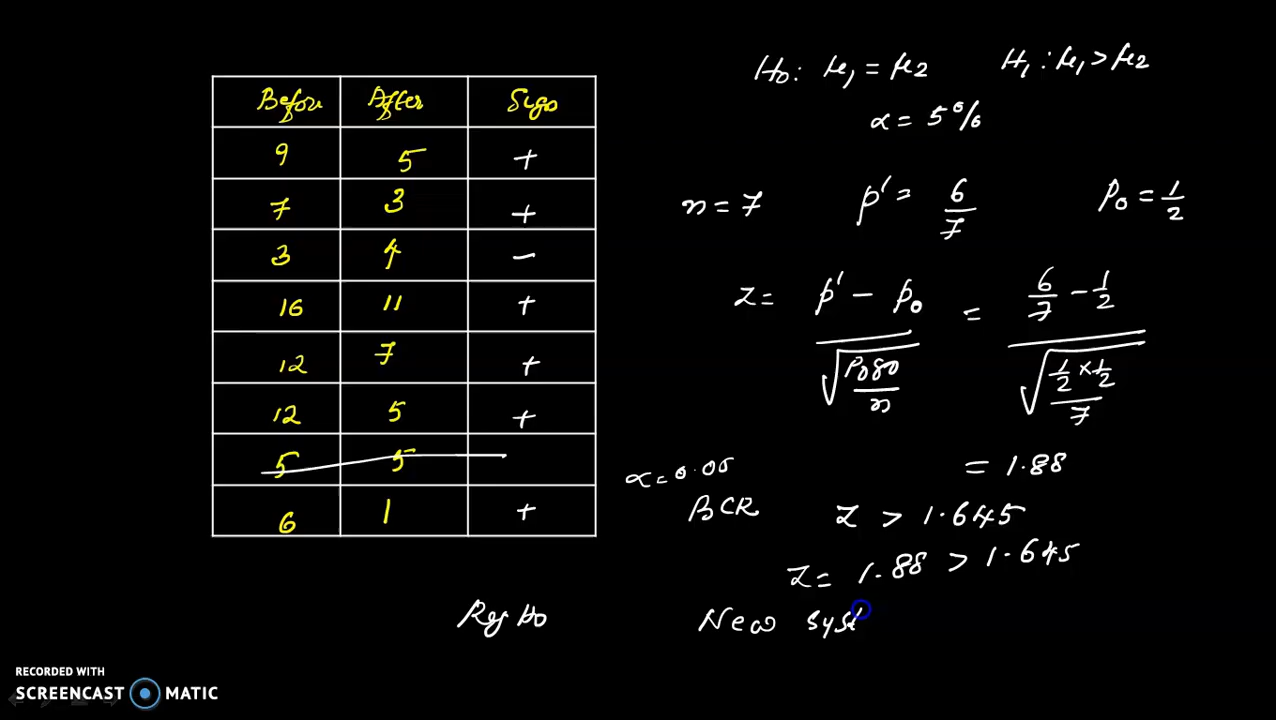 Before After Sign
9 5 +
7 3 +
3 4 −
16 11 +
12 7 +
12 5 +
5 5
6 1 +
H₀: μ₁ = μ₂ H₁: μ₁ > μ₂
α = 5%
n = 7 p' = 6/7 p₀ = 1/2
z = (p' − p₀) / √(p₀q₀/n) = (6/7 − 1/2) / √((1/2 × 1/2)/7)
= 1.88
α = 0.05
BCR z > 1.645
z = 1.88 > 1.645
Rej H₀ New syst
RECORDED WITH
SCREENCAST MATIC